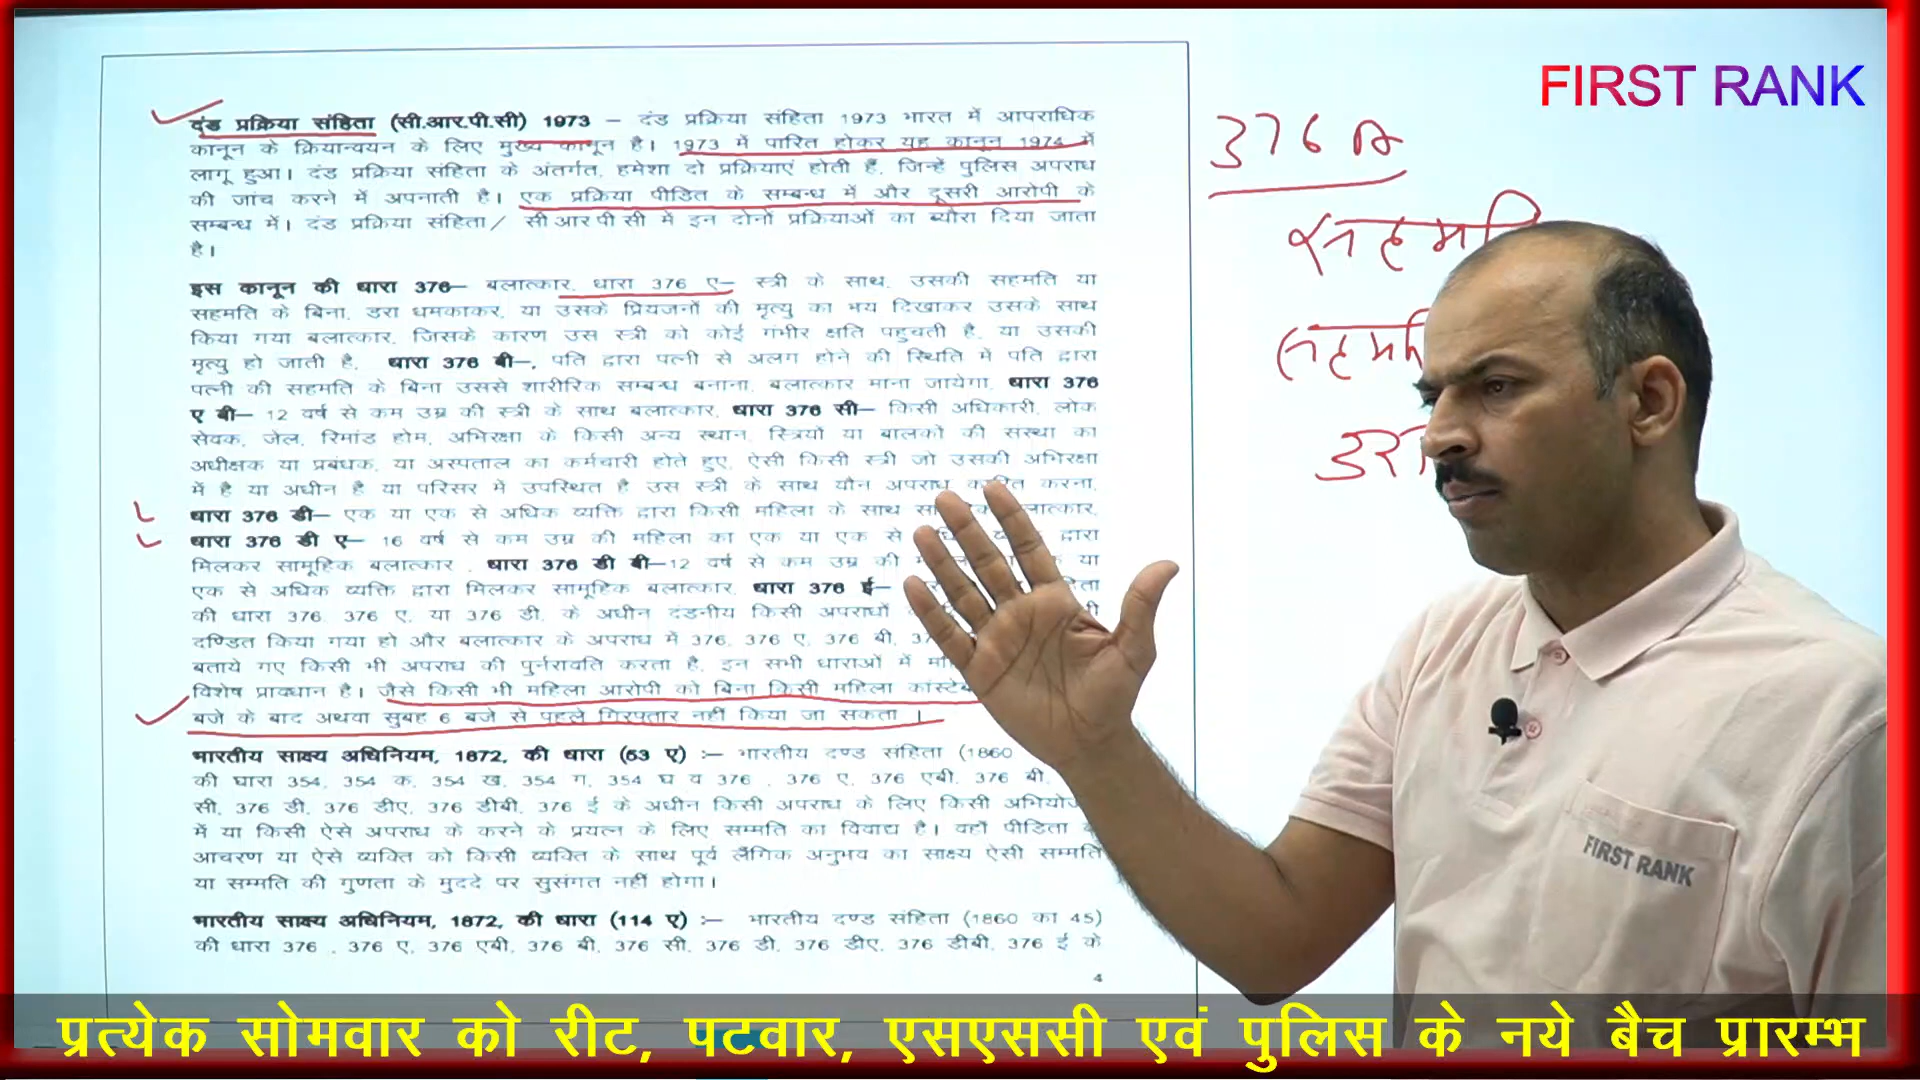 FIRST RANK
दंड प्रक्रिया संहिता (सी.आर.पी.सी) 1973 – दंड प्रक्रिया संहिता 1973 भारत में आपराधिक
कानून के क्रियान्वयन के लिए मुख्य कानून है। 1973 में पारित होकर यह कानून 1974 में
लागू हुआ। दंड प्रक्रिया संहिता के अंतर्गत, हमेशा दो प्रक्रियाएं होती हैं, जिन्हें पुलिस अपराध
की जांच करने में अपनाती है। एक प्रक्रिया पीडित के सम्बन्ध में और दूसरी आरोपी के
सम्बन्ध में। दंड प्रक्रिया संहिता/ सी आर पी सी में इन दोनों प्रक्रियाओं का ब्यौरा दिया जाता
है।
इस कानून की धारा 376– बलात्कार, धारा 376 ए– स्त्री के साथ, उसकी सहमति या
सहमति के बिना, डरा धमकाकर, या उसके प्रियजनों की मृत्यु का भय दिखाकर उसके साथ
किया गया बलात्कार, जिसके कारण उस स्त्री को कोई गंभीर क्षति पहुचती है, या उसकी
मृत्यु हो जाती है, धारा 376 बी–, पति द्वारा पत्नी से अलग होने की स्थिति में पति द्वारा
पत्नी की सहमति के बिना उससे शारीरिक सम्बन्ध बनाना, बलात्कार माना जायेगा, धारा 376
ए बी– 12 वर्ष से कम उम्र की स्त्री के साथ बलात्कार, धारा 376 सी– किसी अधिकारी, लोक
सेवक, जेल, रिमांड होम, अभिरक्षा के किसी अन्य स्थान, स्त्रियों या बालकों की संस्था का
अधीक्षक या प्रबंधक, या अस्पताल का कर्मचारी होते हुए, ऐसी किसी स्त्री जो उसकी अभिरक्षा
में है या अधीन है या परिसर में उपस्थित है उस स्त्री के साथ यौन अपराध करना,
धारा 376 डी– एक या एक से अधिक व्यक्ति द्वारा किसी महिला के साथ
धारा 376 डी ए– 16 वर्ष से कम उम्र की महिला का एक या एक से द्वारा
मिलकर सामूहिक बलात्कार , धारा 376 डी बी–12 वर्ष से कम उम्र की या
एक से अधिक व्यक्ति द्वारा मिलकर सामूहिक बलात्कार, धारा 376 ई–
की धारा 376, 376 ए, या 376 डी, के अधीन दंडनीय किसी अपराधों
दण्डित किया गया हो और बलात्कार के अपराध में 376, 376 ए, 376 बी,
बताये गए किसी भी अपराध की पुर्नरावति करता है, इन सभी धाराओं में
विशेष प्रावधान है। जैसे किसी भी महिला आरोपी को बिना किसी महिला
बजे के बाद अथवा सुबह 6 बजे से पहले गिरफ्तार नहीं किया जा सकता ।
भारतीय साक्ष्य अधिनियम, 1872, की धारा (53 ए) :– भारतीय दण्ड संहिता (1860
की घारा 354, 354 क, 354 ख, 354 ग, 354 घ व 376 , 376 ए, 376 एबी, 376 बी,
सी, 376 डी, 376 डीए, 376 डीबी, 376 ई के अधीन किसी अपराध के लिए किसी
में या किसी ऐसे अपराध के करने के प्रयत्न के लिए सम्मति का विवाद्य है। वहाँ पीडिता
आचरण या ऐसे व्यक्ति को किसी व्यक्ति के साथ पूर्व लैंगिक अनुभव का साक्ष्य ऐसी सम्मति
या सम्मति की गुणता के मुददे पर सुसंगत नहीं होगा।
भारतीय साक्ष्य अधिनियम, 1872, की धारा (114 ए) :– भारतीय दण्ड संहिता (1860 का 45)
की धारा 376 , 376 ए, 376 एबी, 376 बी, 376 सी, 376 डी, 376 डीए, 376 डीबी, 376 ई के
4
376 A
सहमति
FIRST RANK
प्रत्येक सोमवार को रीट, पटवार, एसएससी एवं पुलिस के नये बैच प्रारम्भ